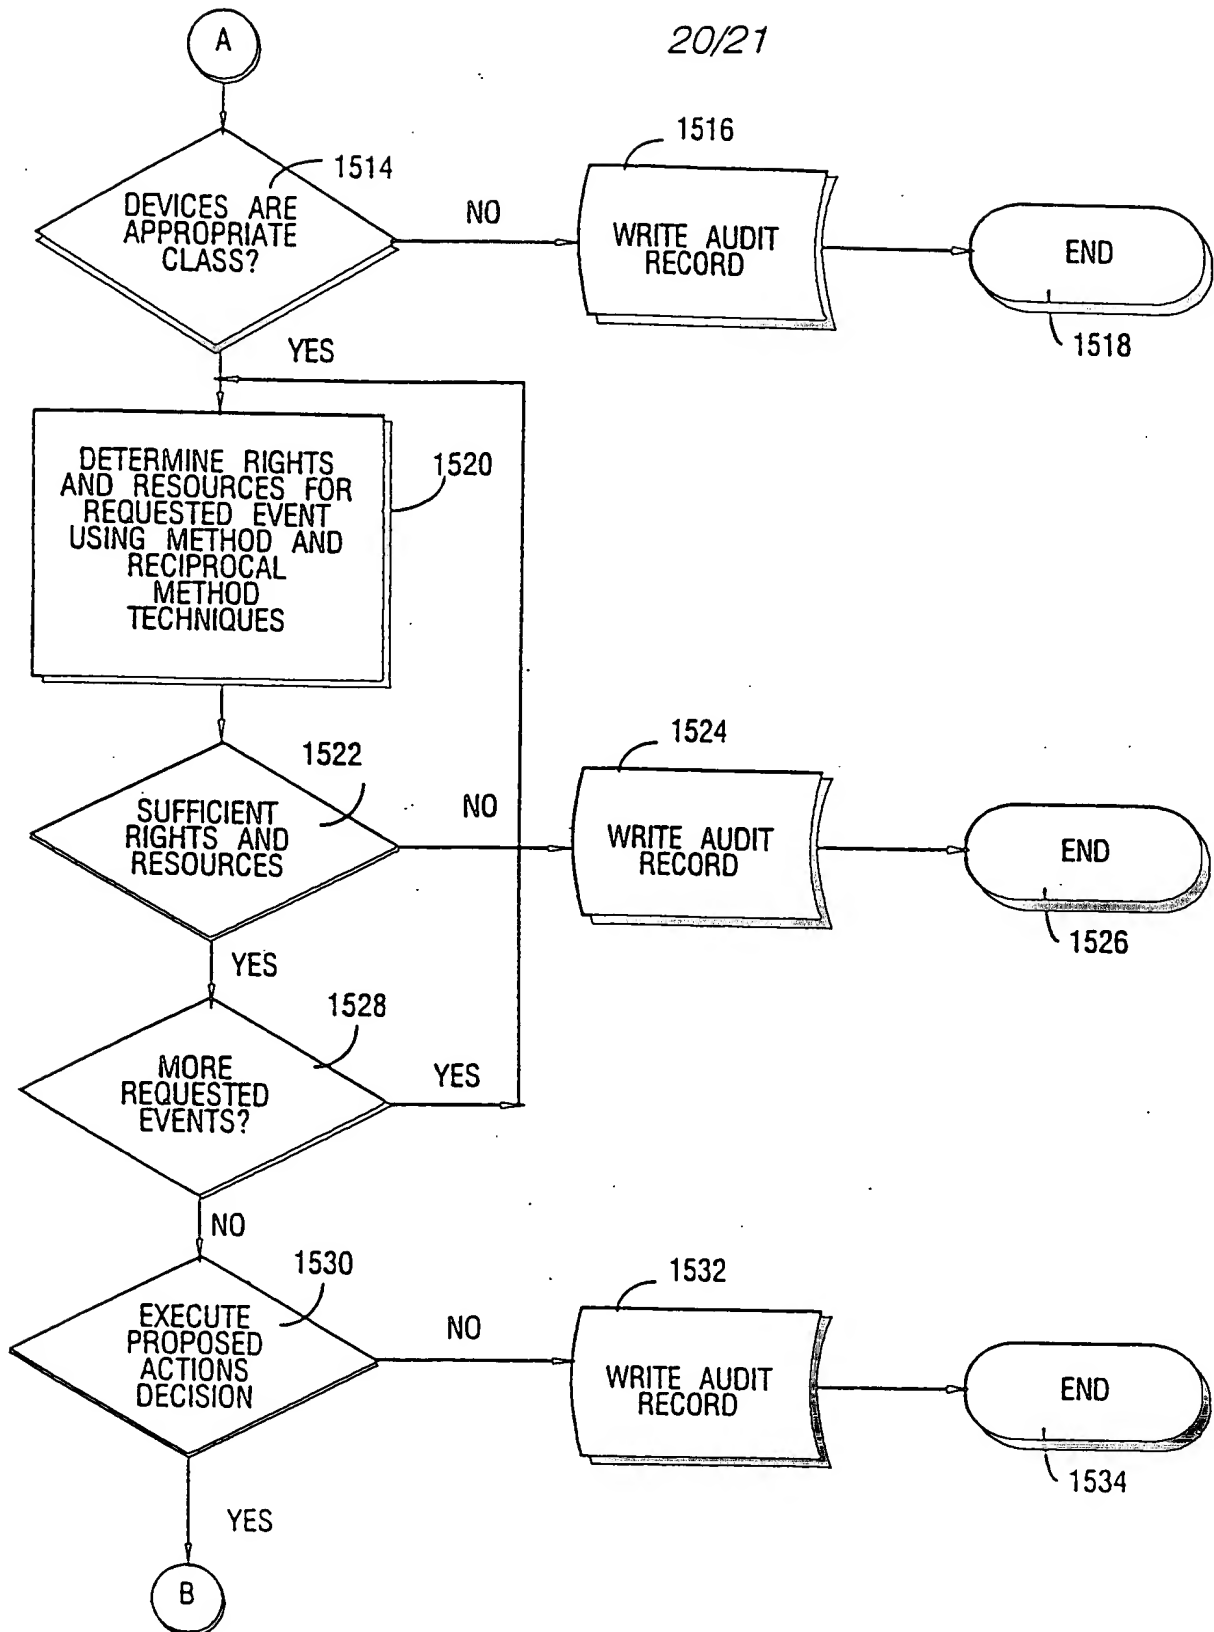 20/21
A
1514
DEVICES ARE
APPROPRIATE
CLASS?
NO
1516
WRITE AUDIT
RECORD
END
1518
YES
DETERMINE RIGHTS
AND RESOURCES FOR
REQUESTED EVENT
USING METHOD AND
RECIPROCAL
METHOD
TECHNIQUES
1520
1522
SUFFICIENT
RIGHTS AND
RESOURCES
NO
1524
WRITE AUDIT
RECORD
END
1526
YES
1528
MORE
REQUESTED
EVENTS?
YES
NO
1530
EXECUTE
PROPOSED
ACTIONS
DECISION
NO
1532
WRITE AUDIT
RECORD
END
1534
YES
B